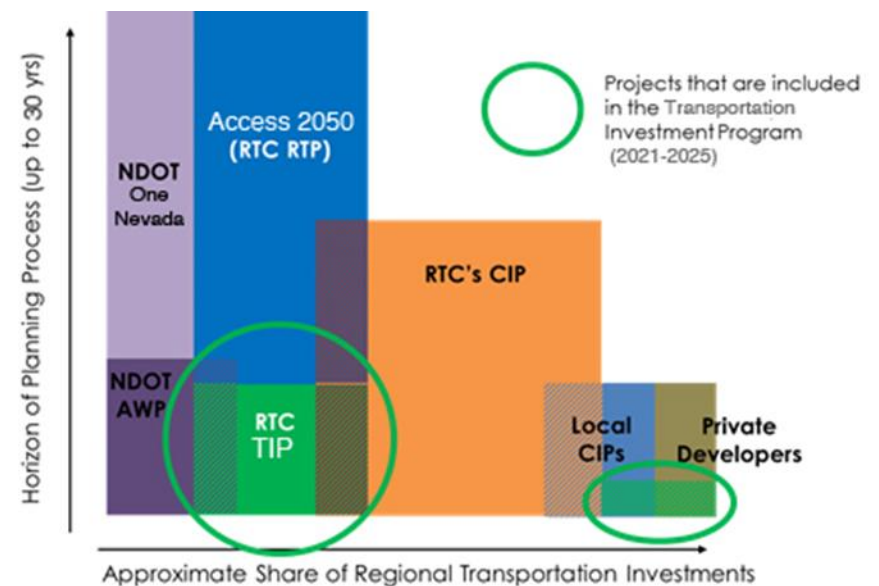 Horizon of Planning Process (up to 30 yrs)
NDOT
One
Nevada
Access 2050
(RTC RTP)
Projects that are included
in the Transportation
Investment Program
(2021-2025)
RTC's CIP
NDOT
AWP
RTC
TIP
Local
CIPs
Private
Developers
Approximate Share of Regional Transportation Investments